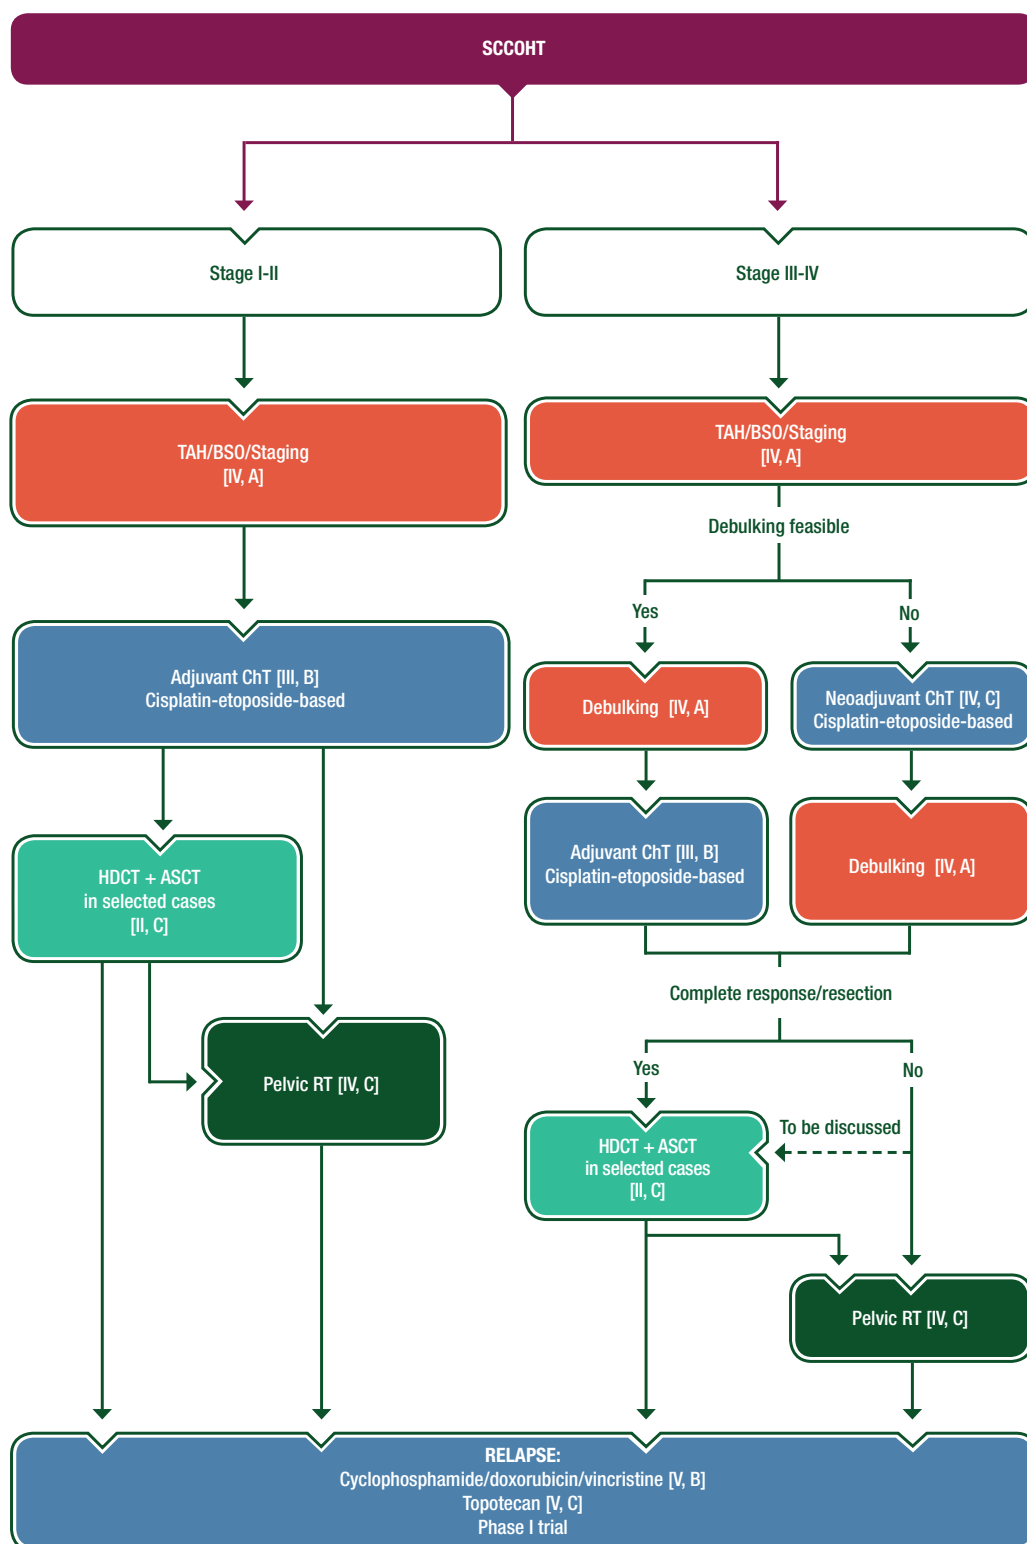 SCCOHT
Stage I-II
Stage III-IV
TAH/BSO/Staging
[IV, A]
TAH/BSO/Staging
[IV, A]
Debulking feasible
Yes
No
Adjuvant ChT [III, B]
Cisplatin-etoposide-based
Debulking [IV, A]
Neoadjuvant ChT [IV, C]
Cisplatin-etoposide-based
HDCT + ASCT
in selected cases
[II, C]
Adjuvant ChT [III, B]
Cisplatin-etoposide-based
Debulking [IV, A]
Complete response/resection
Yes
No
Pelvic RT [IV, C]
To be discussed
HDCT + ASCT
in selected cases
[II, C]
Pelvic RT [IV, C]
RELAPSE:
Cyclophosphamide/doxorubicin/vincristine [V, B]
Topotecan [V, C]
Phase I trial